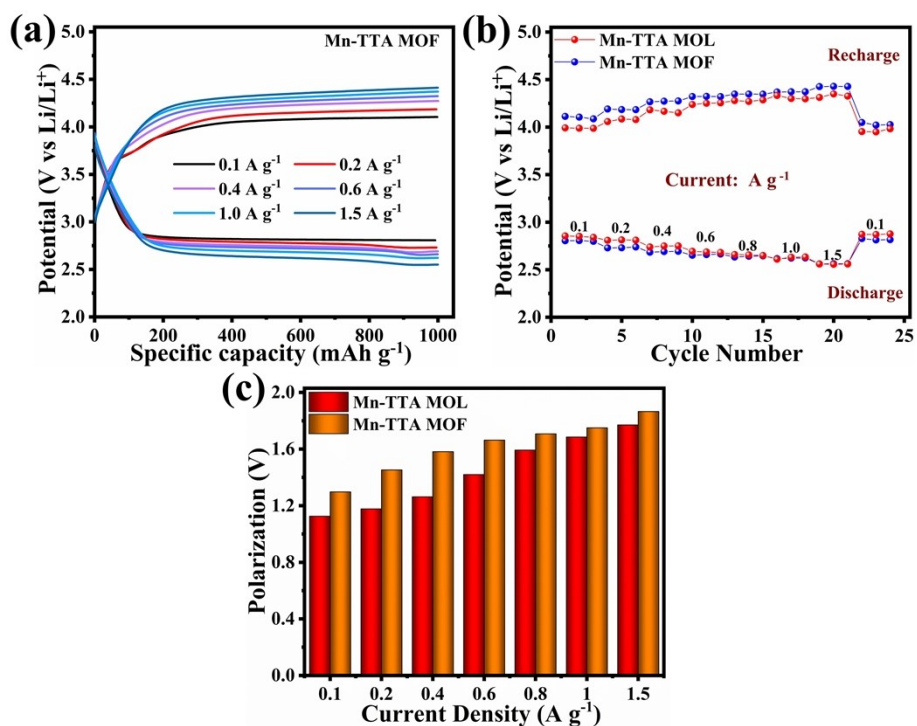 (a)
Mn-TTA MOF
Potential (V vs Li/Li⁺)
5.0
4.5
4.0
3.5
3.0
2.5
2.0
0.1 A g⁻¹ 0.2 A g⁻¹
0.4 A g⁻¹ 0.6 A g⁻¹
1.0 A g⁻¹ 1.5 A g⁻¹
0 200 400 600 800 1000
Specific capacity (mAh g⁻¹)
(b)
Mn-TTA MOL
Mn-TTA MOF
Recharge
Potential (V vs Li/Li⁺)
5.0
4.5
4.0
3.5
3.0
2.5
2.0
Current: A g⁻¹
0.1 0.2 0.4 0.6 0.8 1.0 1.5 0.1
Discharge
0 5 10 15 20 25
Cycle Number
(c)
Mn-TTA MOL
Mn-TTA MOF
Polarization (V)
2.0
1.6
1.2
0.8
0.4
0.0
0.1 0.2 0.4 0.6 0.8 1 1.5
Current Density (A g⁻¹)